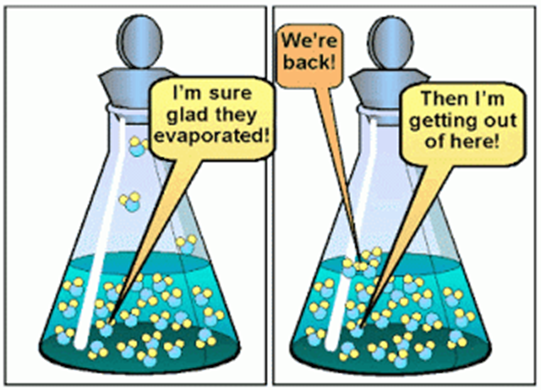 I'm sure
glad they
evaporated!
We're
back!
Then I'm
getting out
of here!